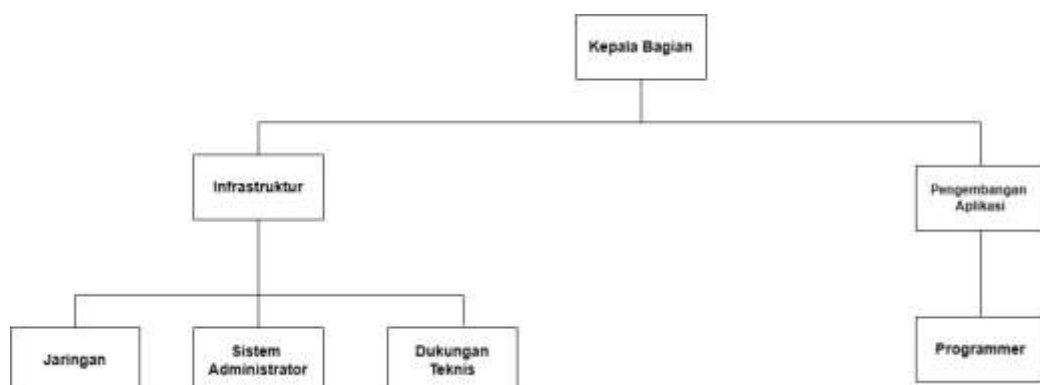 Kepala Bagian
Infrastruktur
Pengembangan
Aplikasi
Jaringan
Sistem
Administrator
Dukungan
Teknis
Programmer